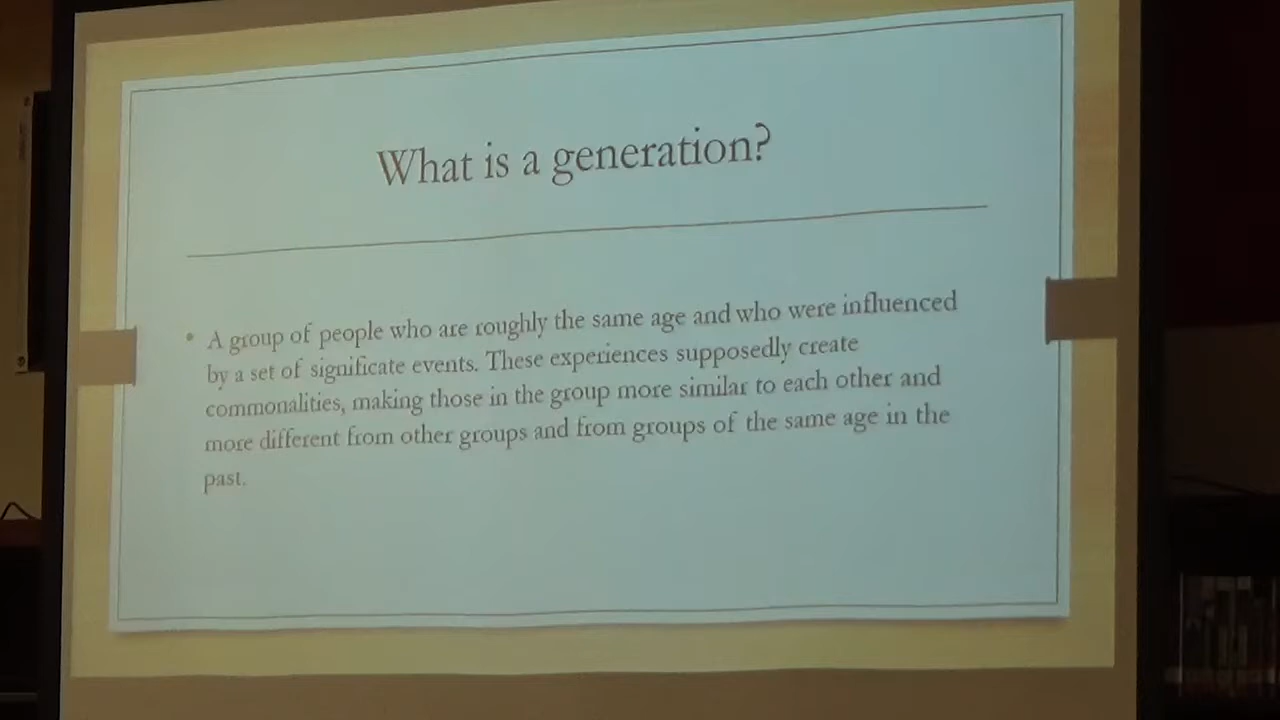 What is a generation?
• A group of people who are roughly the same age and who were influenced
by a set of significate events. These experiences supposedly create
commonalities, making those in the group more similar to each other and
more different from other groups and from groups of the same age in the
past.